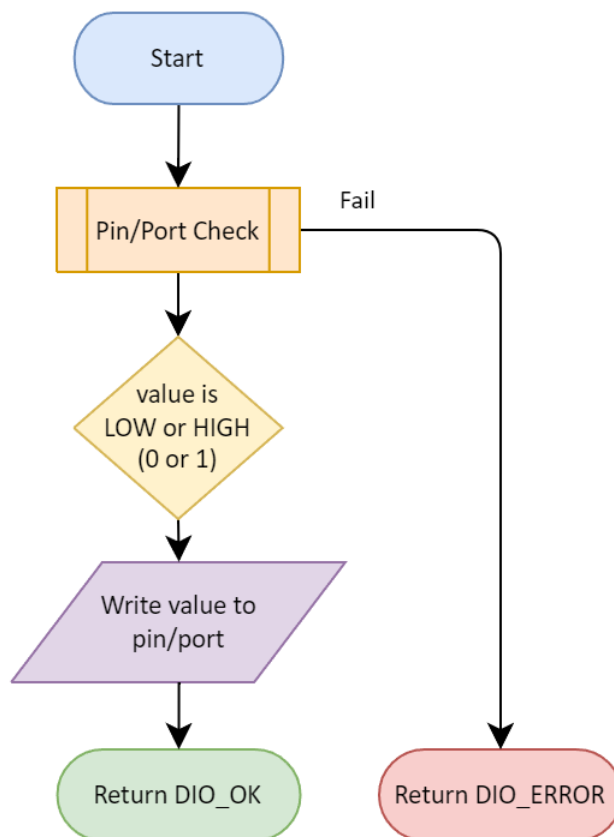 Start
Pin/Port Check
Fail
value is
LOW or HIGH
(0 or 1)
Write value to
pin/port
Return DIO_OK
Return DIO_ERROR